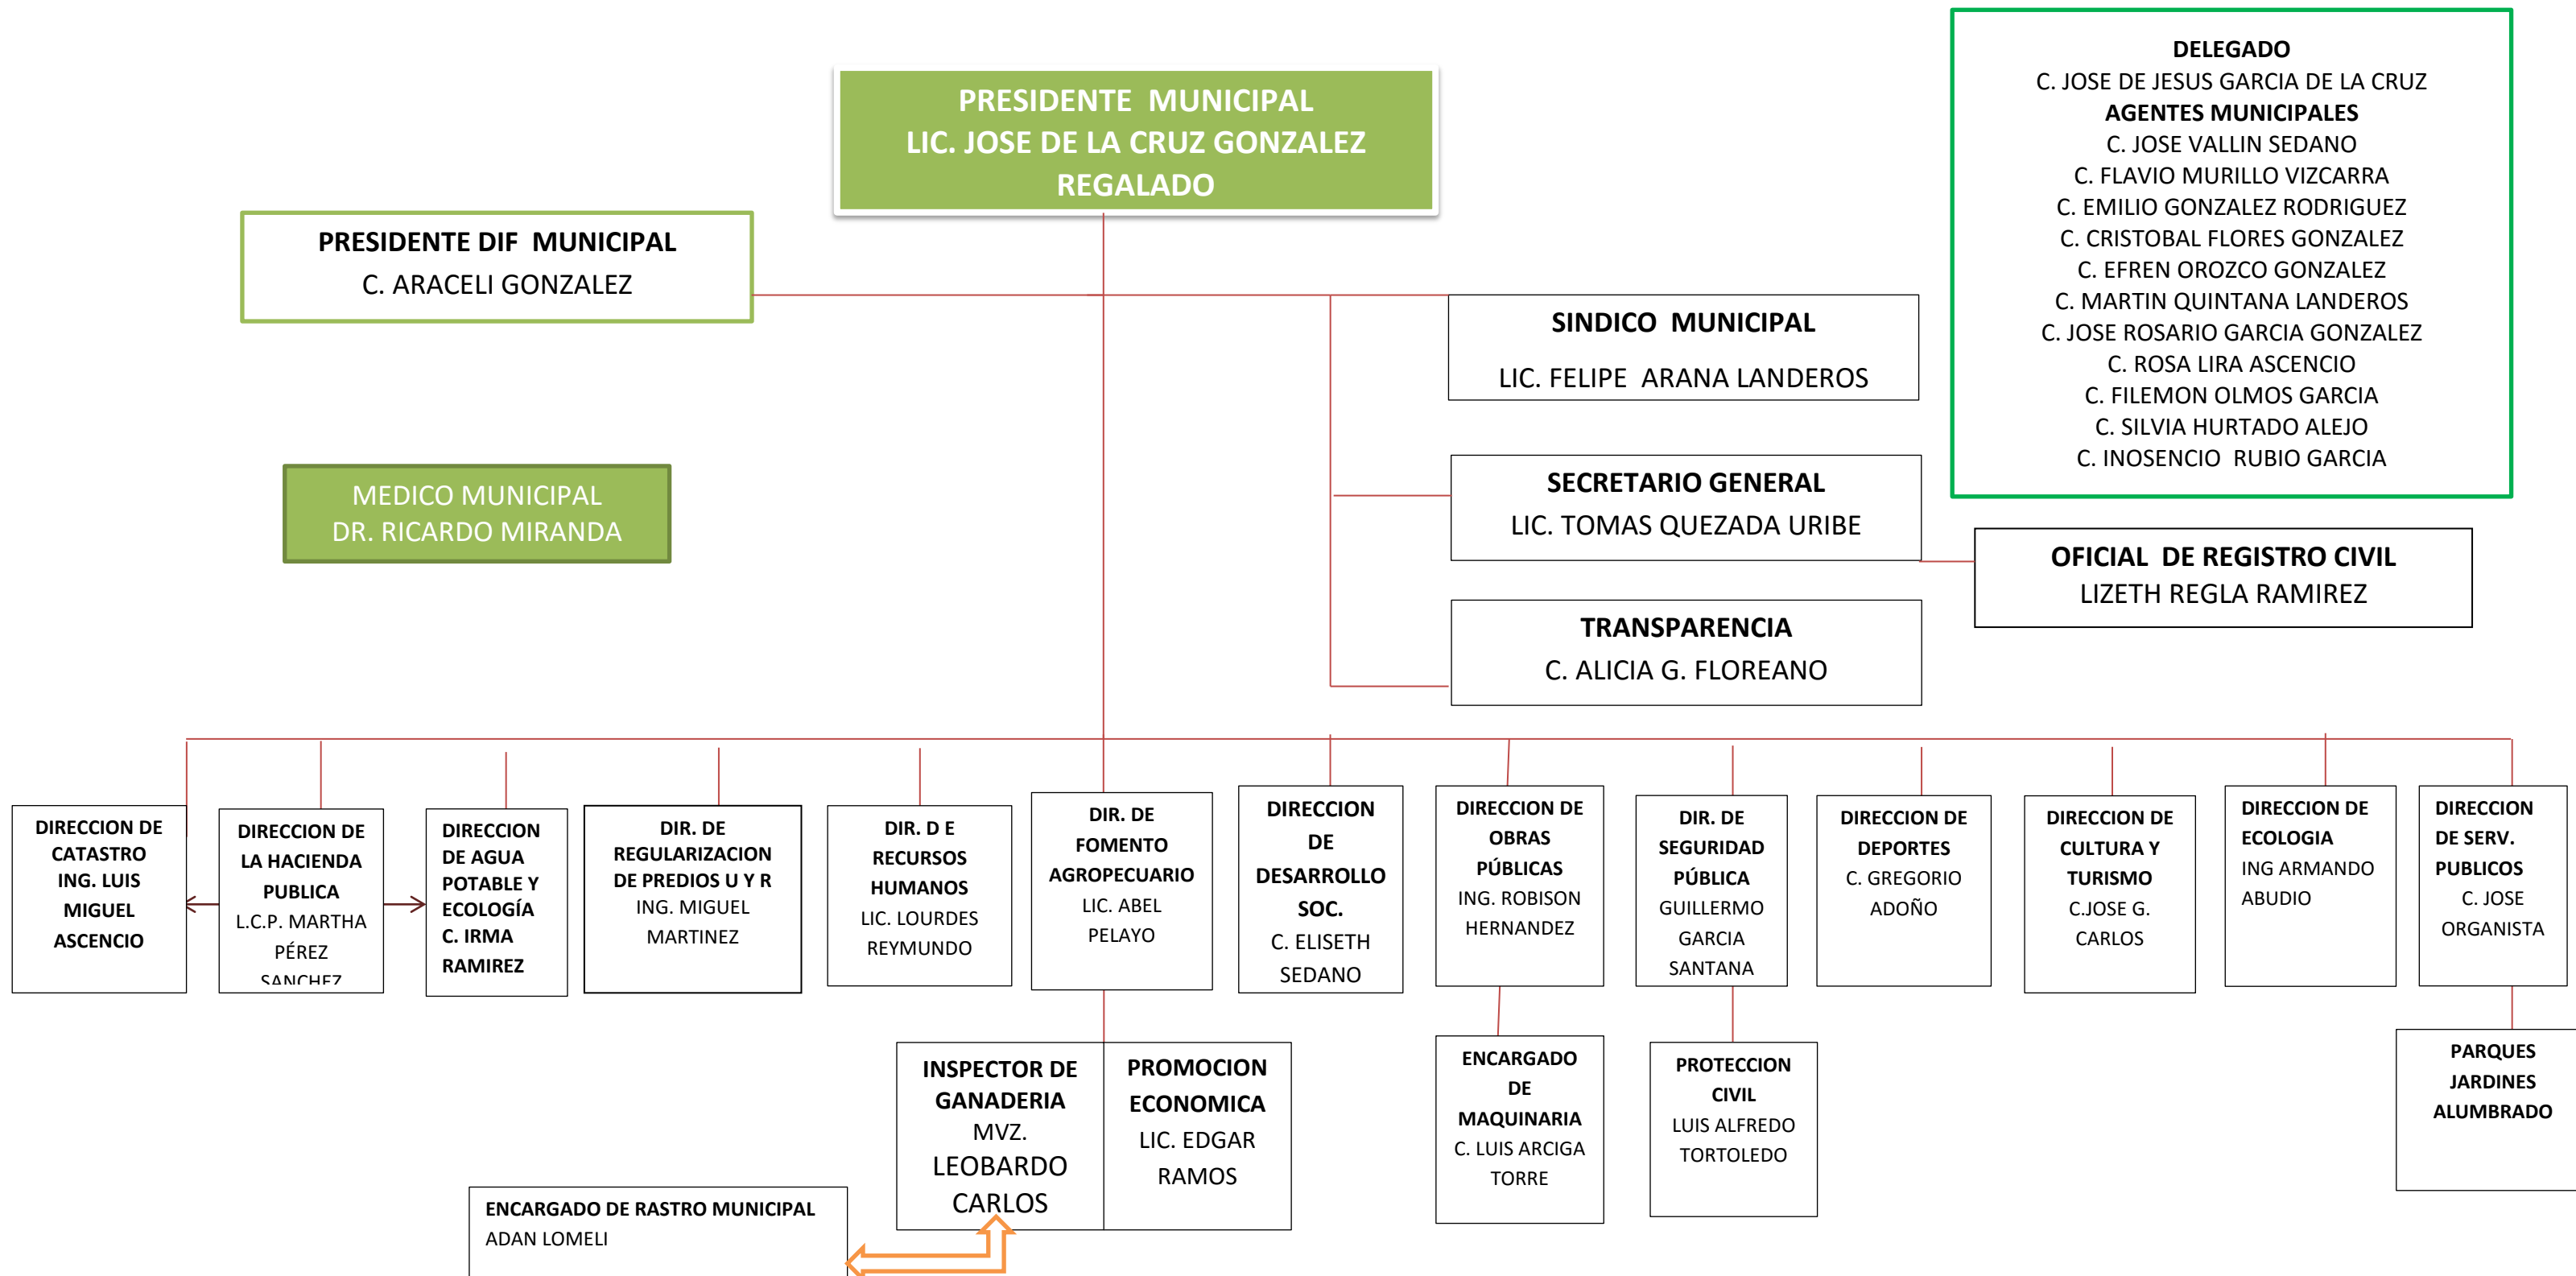 PRESIDENTE MUNICIPAL
LIC. JOSE DE LA CRUZ GONZALEZ
REGALADO
DELEGADO
C. JOSE DE JESUS GARCIA DE LA CRUZ
AGENTES MUNICIPALES
C. JOSE VALLIN SEDANO
C. FLAVIO MURILLO VIZCARRA
C. EMILIO GONZALEZ RODRIGUEZ
C. CRISTOBAL FLORES GONZALEZ
C. EFREN OROZCO GONZALEZ
C. MARTIN QUINTANA LANDEROS
C. JOSE ROSARIO GARCIA GONZALEZ
C. ROSA LIRA ASCENCIO
C. FILEMON OLMOS GARCIA
C. SILVIA HURTADO ALEJO
C. INOSENCIO RUBIO GARCIA
PRESIDENTE DIF MUNICIPAL
C. ARACELI GONZALEZ
SINDICO MUNICIPAL
LIC. FELIPE ARANA LANDEROS
MEDICO MUNICIPAL
DR. RICARDO MIRANDA
SECRETARIO GENERAL
LIC. TOMAS QUEZADA URIBE
OFICIAL DE REGISTRO CIVIL
LIZETH REGLA RAMIREZ
TRANSPARENCIA
C. ALICIA G. FLOREANO
DIRECCION DE
CATASTRO
ING. LUIS
MIGUEL
ASCENCIO
DIRECCION DE
LA HACIENDA
PUBLICA
L.C.P. MARTHA
PÉREZ
SANCHEZ
DIRECCION
DE AGUA
POTABLE Y
ECOLOGÍA
C. IRMA
RAMIREZ
DIR. DE
REGULARIZACION
DE PREDIOS U Y R
ING. MIGUEL
MARTINEZ
DIR. D E
RECURSOS
HUMANOS
LIC. LOURDES
REYMUNDO
DIR. DE
FOMENTO
AGROPECUARIO
LIC. ABEL
PELAYO
DIRECCION
DE
DESARROLLO
SOC.
C. ELISETH
SEDANO
DIRECCION DE
OBRAS
PÚBLICAS
ING. ROBISON
HERNANDEZ
DIR. DE
SEGURIDAD
PÚBLICA
GUILLERMO
GARCIA
SANTANA
DIRECCION DE
DEPORTES
C. GREGORIO
ADOÑO
DIRECCION DE
CULTURA Y
TURISMO
C.JOSE G.
CARLOS
DIRECCION DE
ECOLOGIA
ING ARMANDO
ABUDIO
DIRECCION
DE SERV.
PUBLICOS
C. JOSE
ORGANISTA
INSPECTOR DE
GANADERIA
MVZ.
LEOBARDO
CARLOS
PROMOCION
ECONOMICA
LIC. EDGAR
RAMOS
ENCARGADO
DE
MAQUINARIA
C. LUIS ARCIGA
TORRE
PROTECCION
CIVIL
LUIS ALFREDO
TORTOLEDO
PARQUES
JARDINES
ALUMBRADO
ENCARGADO DE RASTRO MUNICIPAL
ADAN LOMELI